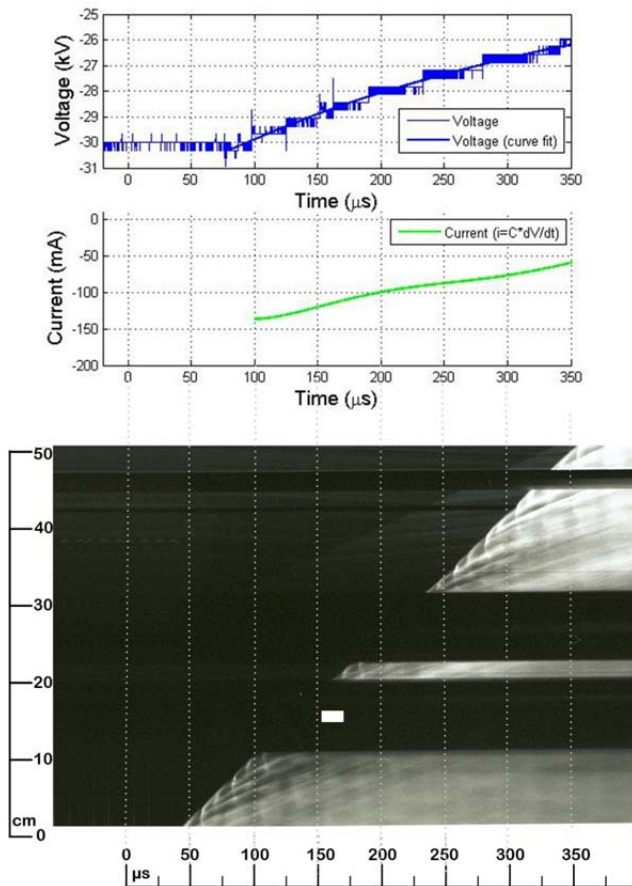 -25
-26
-27
-28
-29
-30
-31
Voltage (kV)
Voltage
Voltage (curve fit)
0 50 100 150 200 250 300 350
Time (μs)
0
-50
-100
-150
-200
Current (mA)
Current (i=C*dV/dt)
0 50 100 150 200 250 300 350
Time (μs)
50
40
30
20
10
cm
0
0 50 100 150 200 250 300 350
μs